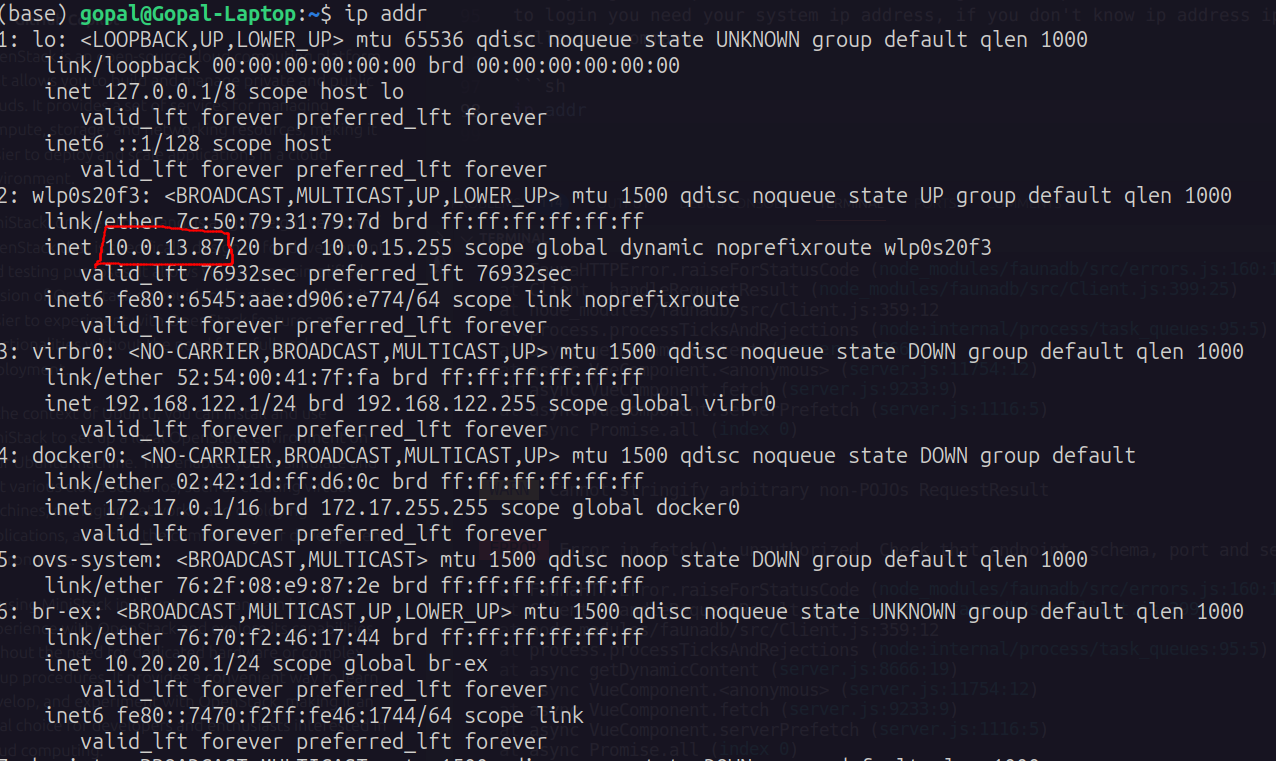 (base) gopal@Gopal-Laptop:~$ ip addr
1: lo: <LOOPBACK,UP,LOWER_UP> mtu 65536 qdisc noqueue state UNKNOWN group default qlen 1000
    link/loopback 00:00:00:00:00:00 brd 00:00:00:00:00:00
    inet 127.0.0.1/8 scope host lo
       valid_lft forever preferred_lft forever
    inet6 ::1/128 scope host
       valid_lft forever preferred_lft forever
2: wlp0s20f3: <BROADCAST,MULTICAST,UP,LOWER_UP> mtu 1500 qdisc noqueue state UP group default qlen 1000
    link/ether 7c:50:79:31:79:7d brd ff:ff:ff:ff:ff:ff
    inet 10.0.13.87/20 brd 10.0.15.255 scope global dynamic noprefixroute wlp0s20f3
       valid_lft 76932sec preferred_lft 76932sec
    inet6 fe80::6545:aae:d906:e774/64 scope link noprefixroute
       valid_lft forever preferred_lft forever
3: virbr0: <NO-CARRIER,BROADCAST,MULTICAST,UP> mtu 1500 qdisc noqueue state DOWN group default qlen 1000
    link/ether 52:54:00:41:7f:fa brd ff:ff:ff:ff:ff:ff
    inet 192.168.122.1/24 brd 192.168.122.255 scope global virbr0
       valid_lft forever preferred_lft forever
4: docker0: <NO-CARRIER,BROADCAST,MULTICAST,UP> mtu 1500 qdisc noqueue state DOWN group default
    link/ether 02:42:1d:ff:d6:0c brd ff:ff:ff:ff:ff:ff
    inet 172.17.0.1/16 brd 172.17.255.255 scope global docker0
       valid_lft forever preferred_lft forever
5: ovs-system: <BROADCAST,MULTICAST> mtu 1500 qdisc noop state DOWN group default qlen 1000
    link/ether 76:2f:08:e9:87:2e brd ff:ff:ff:ff:ff:ff
6: br-ex: <BROADCAST,MULTICAST,UP,LOWER_UP> mtu 1500 qdisc noqueue state UNKNOWN group default qlen 1000
    link/ether 76:70:f2:46:17:44 brd ff:ff:ff:ff:ff:ff
    inet 10.20.20.1/24 scope global br-ex
       valid_lft forever preferred_lft forever
    inet6 fe80::7470:f2ff:fe46:1744/64 scope link
       valid_lft forever preferred_lft forever